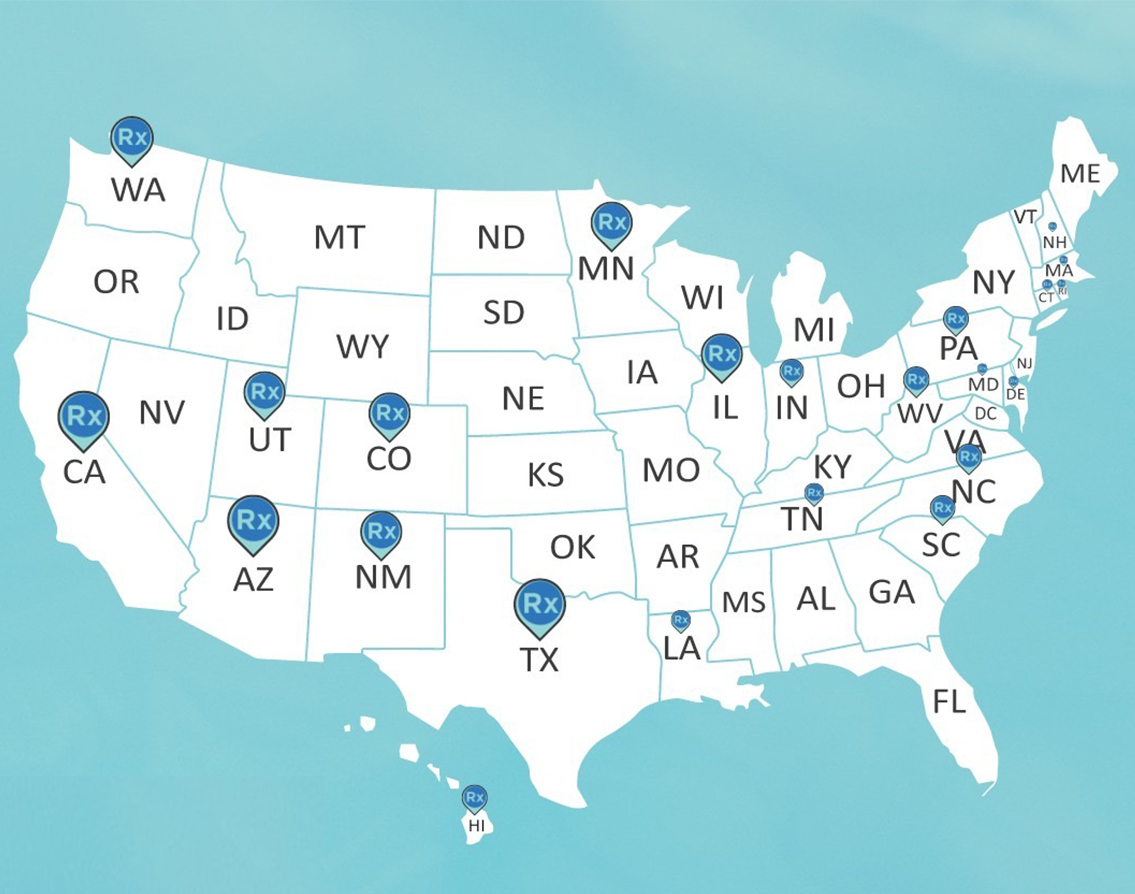 Rx
WA
MT
ND
Rx
MN
ME
VT
NH
MA
CT
RI
NY
OR
ID
SD
WI
MI
WY
Rx
PA
Rx
IL
Rx
IN
OH
IA
NE
NJ
MD
DE
DC
Rx
WV
Rx
CA
NV
Rx
UT
Rx
CO
KS
MO
KY
VA
Rx
NC
Rx
TN
Rx
SC
Rx
AZ
Rx
NM
OK
AR
MS
AL
GA
Rx
TX
Rx
LA
FL
Rx
HI